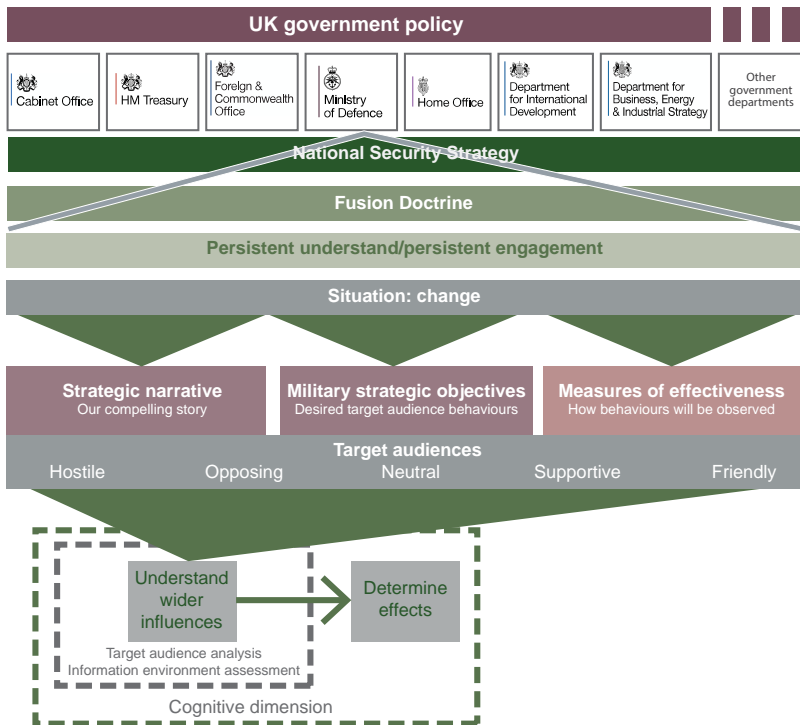 UK government policy
Cabinet Office
HM Treasury
Foreign &
Commonwealth
Office
Ministry
of Defence
Home Office
Department
for International
Development
Department for
Business, Energy
& Industrial Strategy
Other
government
departments
National Security Strategy
Fusion Doctrine
Persistent understand/persistent engagement
Situation: change
Strategic narrative
Our compelling story
Military strategic objectives
Desired target audience behaviours
Measures of effectiveness
How behaviours will be observed
Target audiences
Hostile Opposing Neutral Supportive Friendly
Understand
wider
influences
Determine
effects
Target audience analysis
Information environment assessment
Cognitive dimension